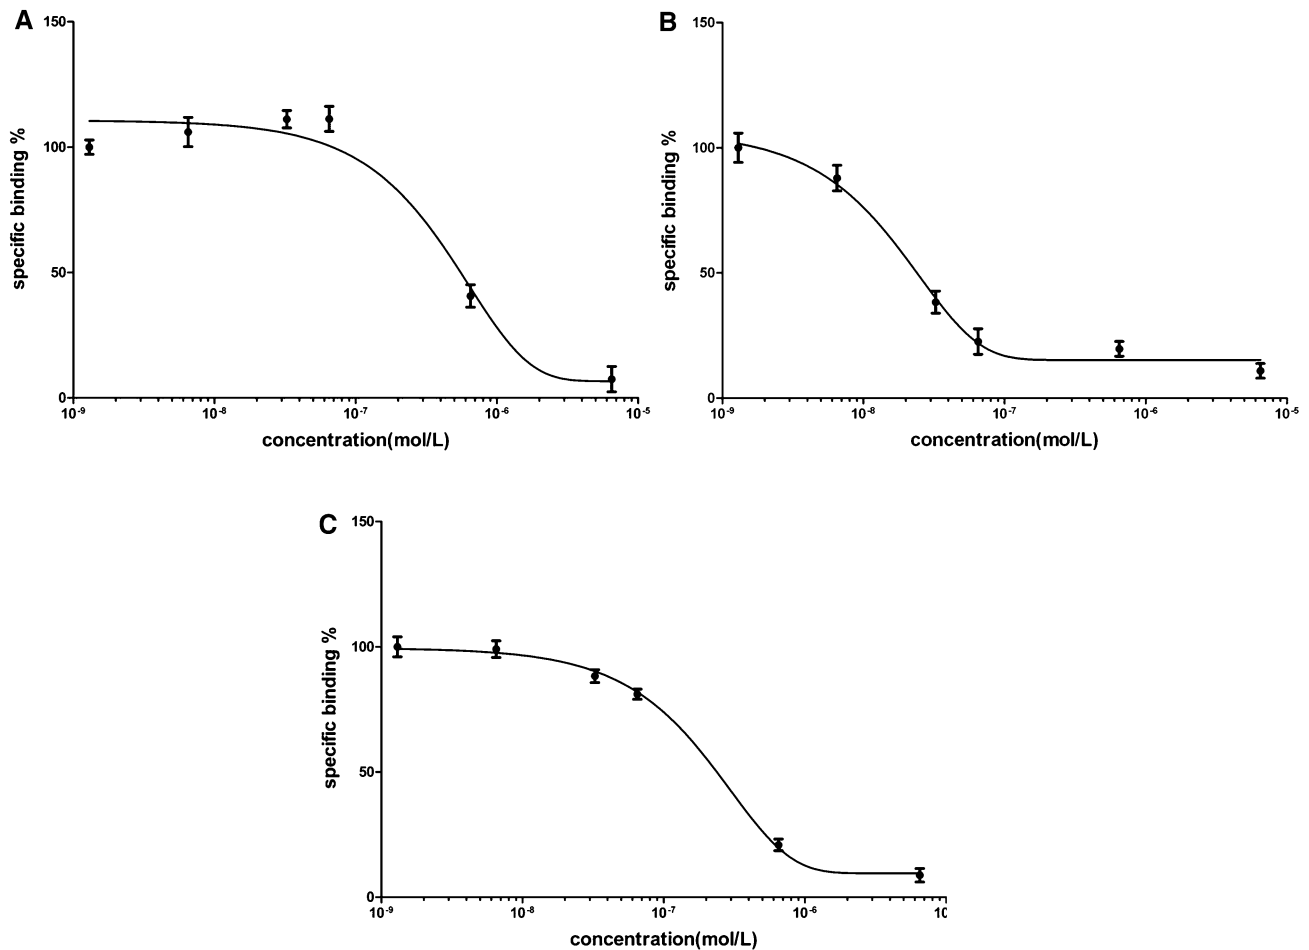 A
150
100
50
0
specific binding %
10-9 10-8 10-7 10-6 10-5
concentration(mol/L)
B
150
100
50
0
specific binding %
10-9 10-8 10-7 10-6 10-5
concentration(mol/L)
C
150
100
50
0
specific binding %
10-9 10-8 10-7 10-6 10
concentration(mol/L)